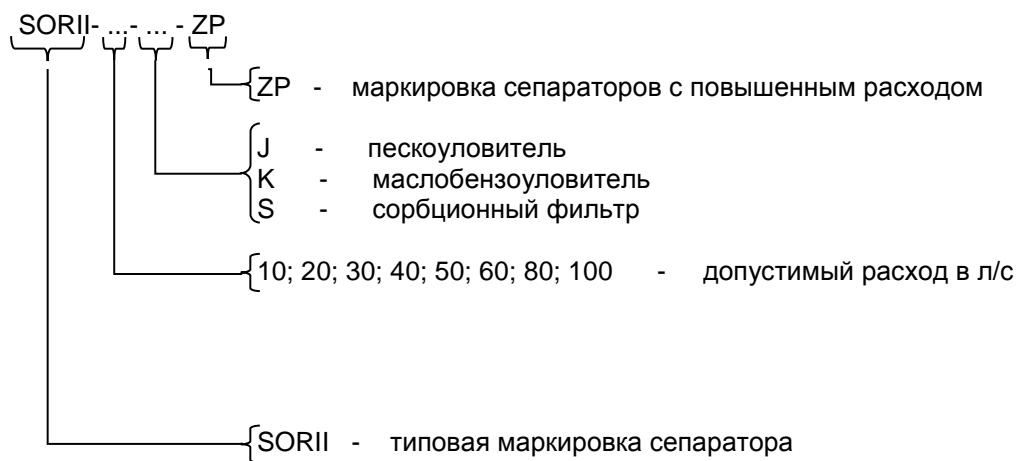 SORII- ...- ... - ZP
ZP - маркировка сепараторов с повышенным расходом
J - пескоуловитель
K - маслобензоуловитель
S - сорбционный фильтр
10; 20; 30; 40; 50; 60; 80; 100 - допустимый расход в л/с
SORII - типовая маркировка сепаратора